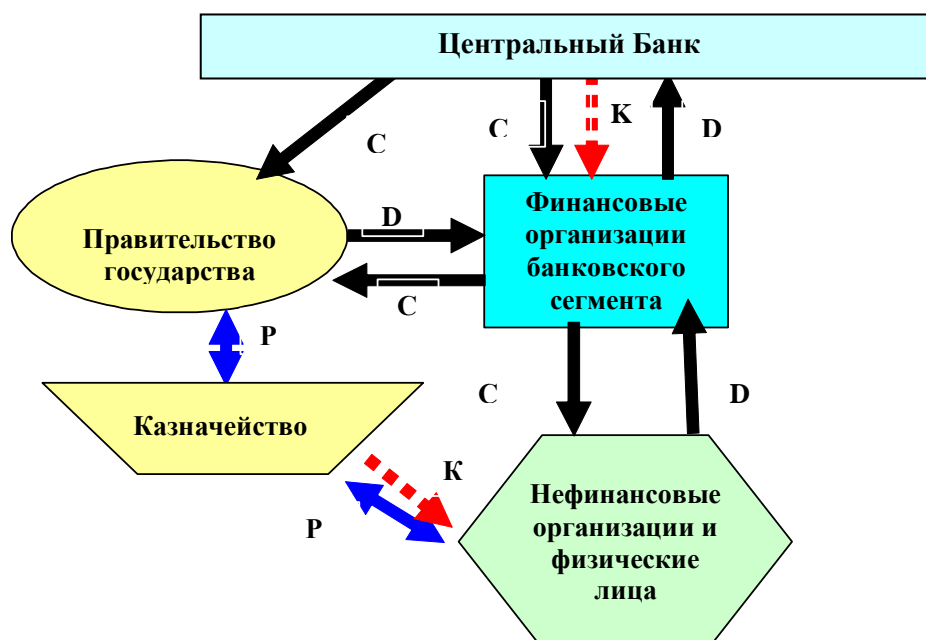 Центральный Банк
C
C
K
D
Правительство
государства
D
C
Финансовые
организации
банковского
сегмента
P
C
D
Казначейство
К
P
Нефинансовые
организации и
физические
лица